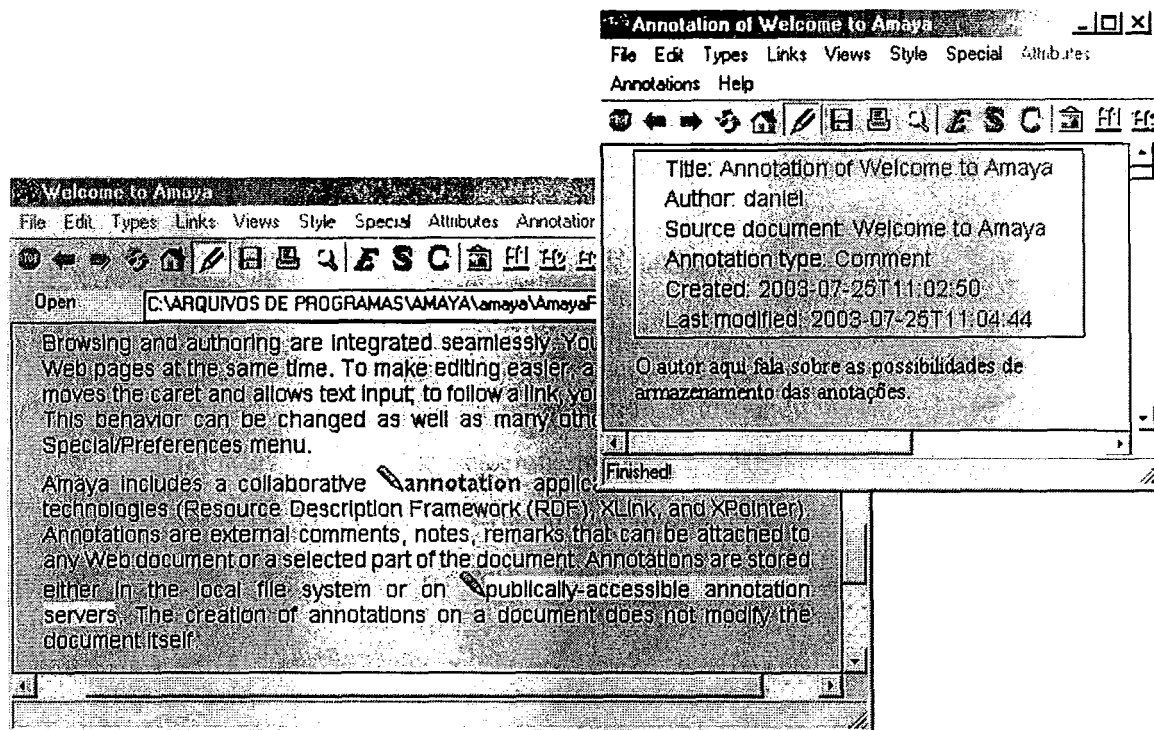 Annotation of Welcome to Amaya
File Edit Types Links Views Style Special Attributes
Annotations Help
Title: Annotation of Welcome to Amaya
Author: daniel
Source document: Welcome to Amaya
Annotation type: Comment
Created: 2003-07-25T11:02:50
Last modified: 2003-07-25T11:04:44
O autor aqui fala sobre as possibilidades de
armazenamento das anotações.
Finished!
Welcome to Amaya
File Edit Types Links Views Style Special Attributes Annotation
Open C:\ARQUIVOS DE PROGRAMAS\AMAYA\amaya\AmayaF
Browsing and authoring are integrated seamlessly. You
Web pages at the same time. To make editing easier, a
moves the caret and allows text input; to follow a link, you
This behavior can be changed as well as many othe
Special/Preferences menu.
Amaya includes a collaborative annotation applic
technologies (Resource Description Framework (RDF), XLink, and XPointer).
Annotations are external comments, notes, remarks that can be attached to
any Web document or a selected part of the document. Annotations are stored
either in the local file system or on publically-accessible annotation
servers. The creation of annotations on a document does not modify the
document itself.